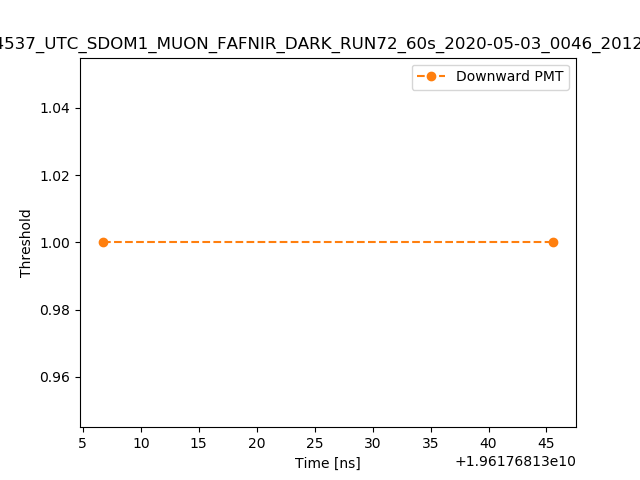 4537_UTC_SDOM1_MUON_FAFNIR_DARK_RUN72_60s_2020-05-03_0046_2012
Downward PMT
1.04
1.02
1.00
0.98
0.96
Threshold
5 10 15 20 25 30 35 40 45
Time [ns]
+1.96176813e10